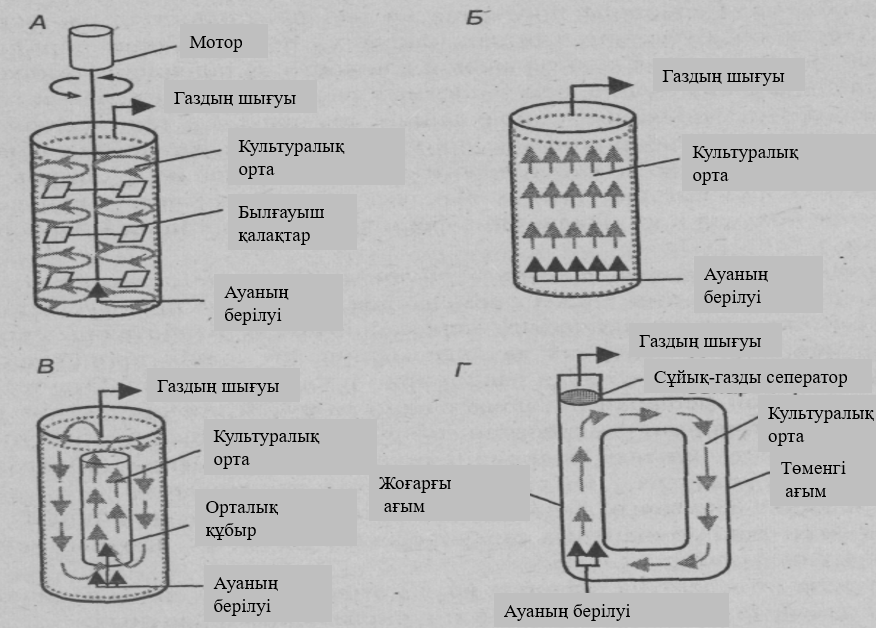 А
Мотор
Газдың шығуы
Культуралық
орта
Былғауыш
қалақтар
Ауаның
берілуі
Б
Газдың шығуы
Культуралық
орта
Ауаның
берілуі
В
Газдың шығуы
Культуралық
орта
Орталық
құбыр
Ауаның
берілуі
Г
Газдың шығуы
Сұйық-газды сеператор
Культуралық
орта
Төменгі
ағым
Жоғарғы
ағым
Ауаның берілуі